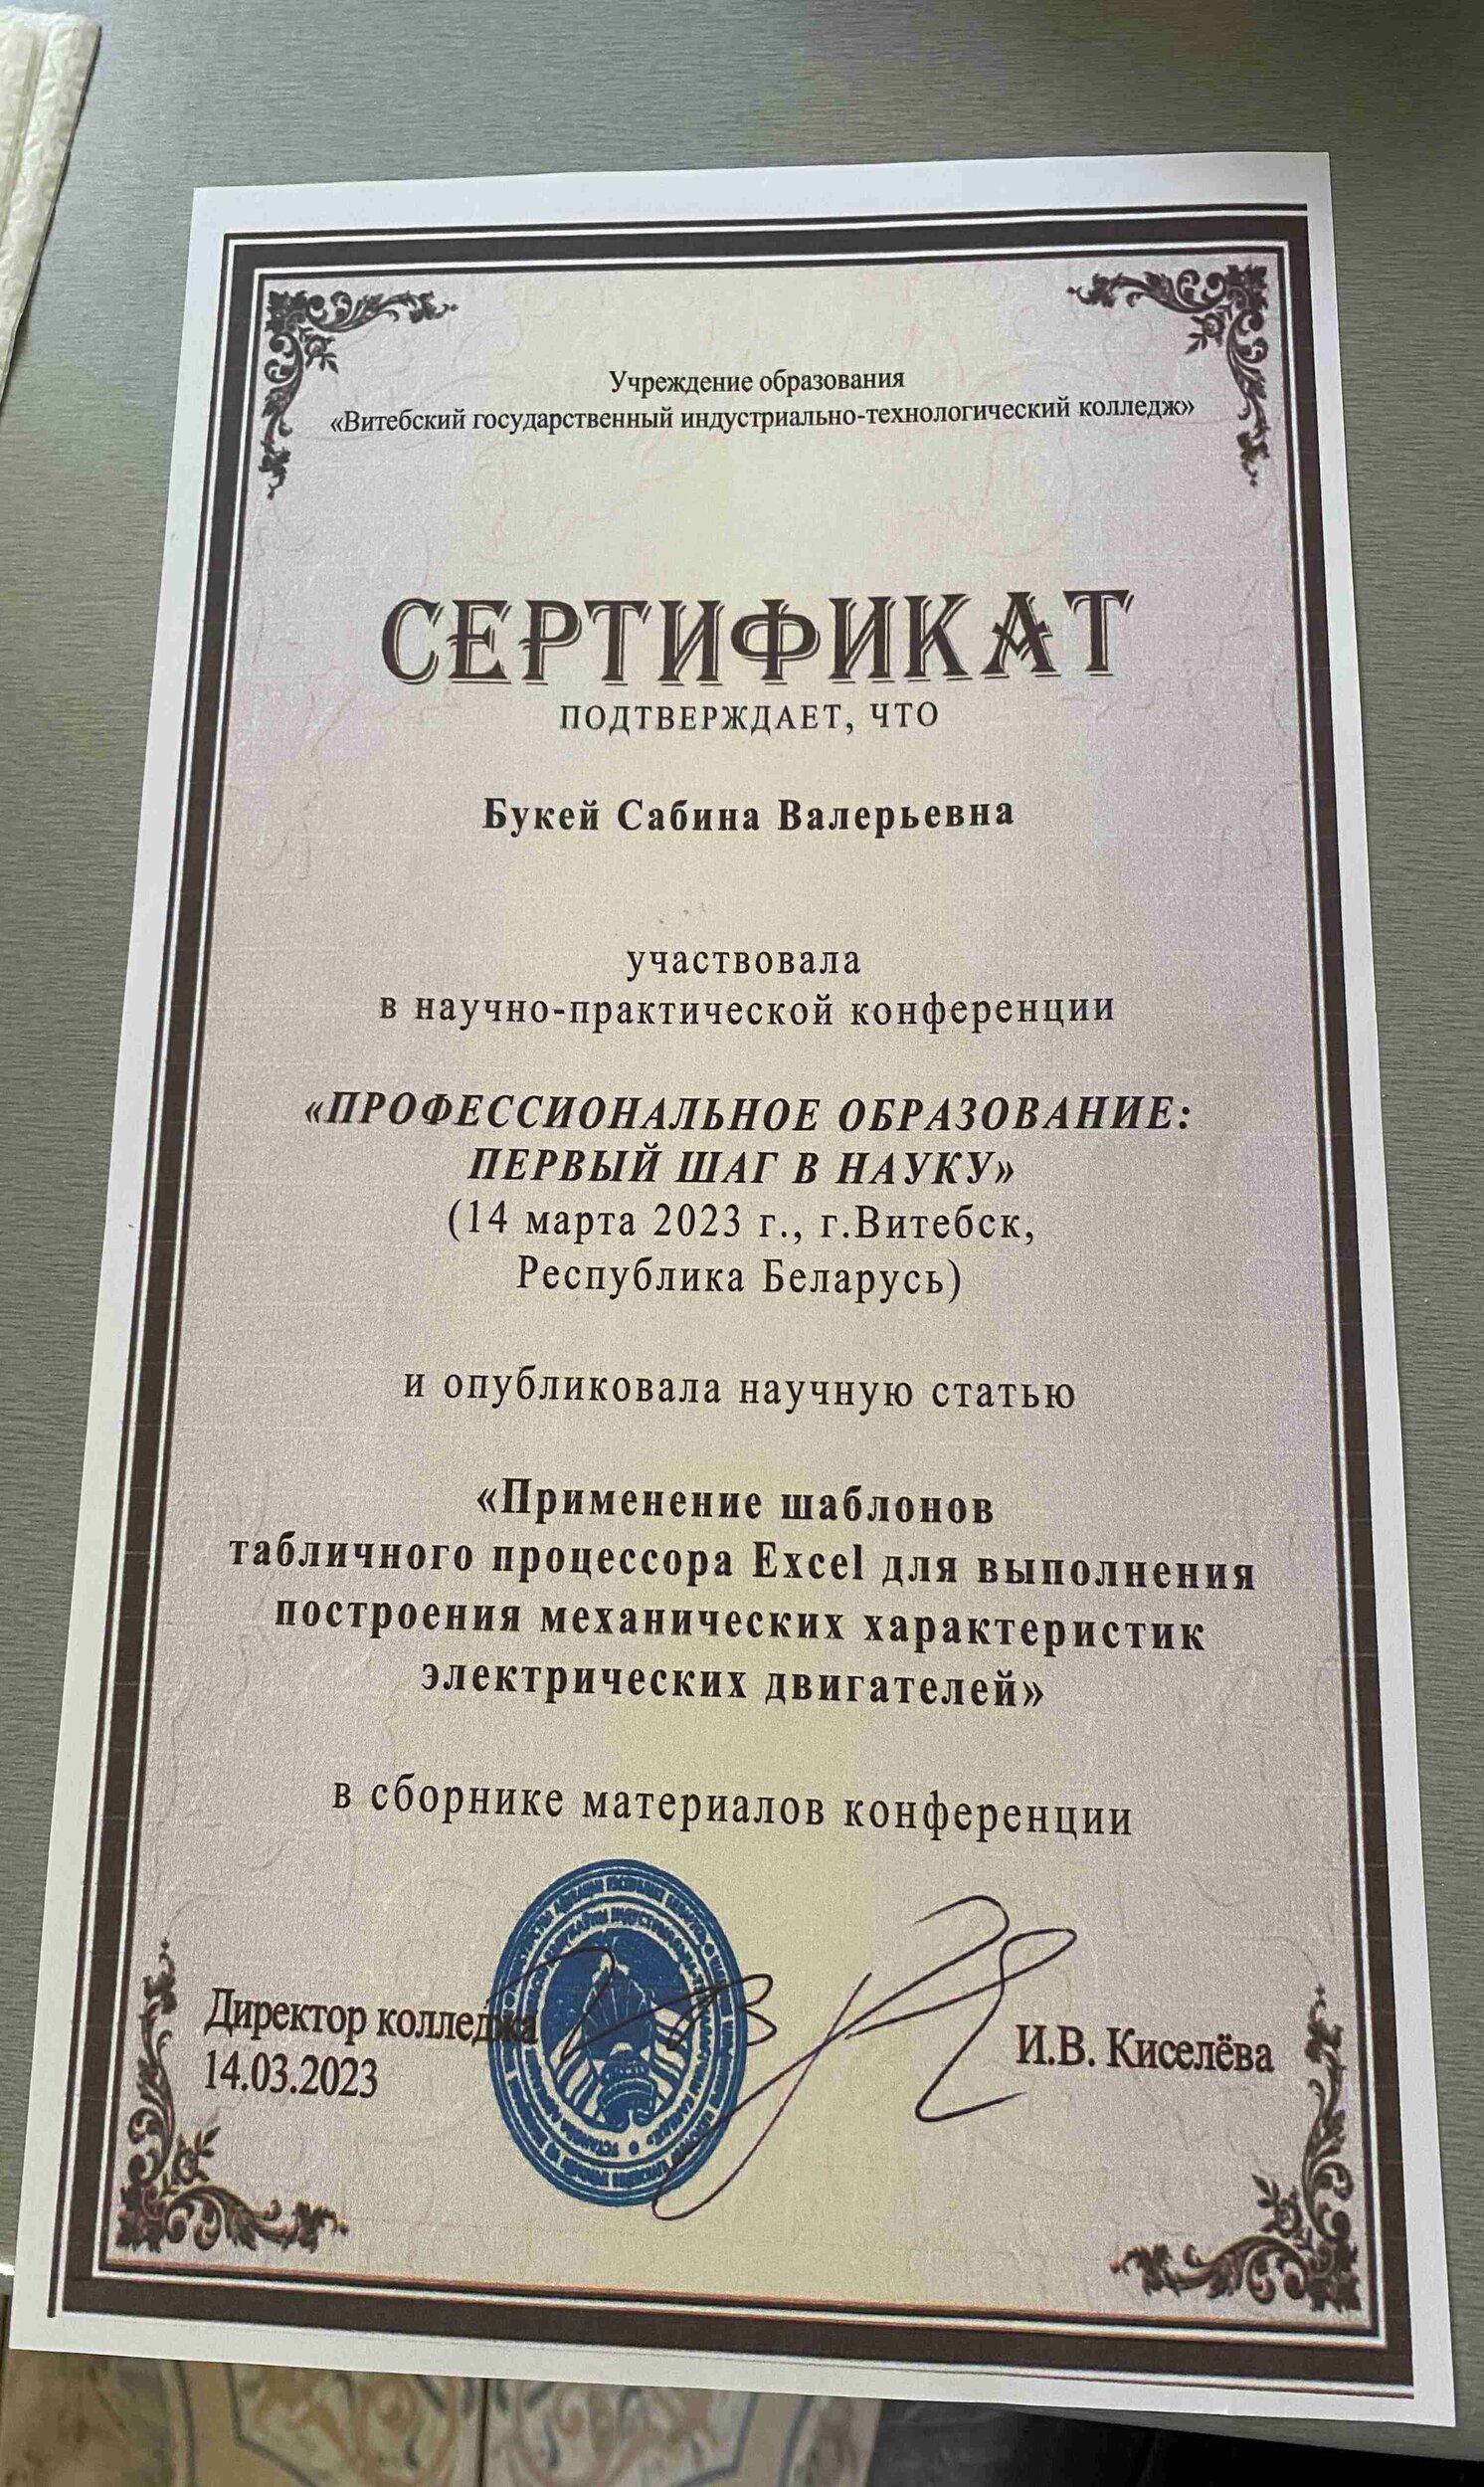 Учреждение образования
«Витебский государственный индустриально-технологический колледж»
СЕРТИФИКАТ
ПОДТВЕРЖДАЕТ, ЧТО
Букей Сабина Валерьевна
участвовала
в научно-практической конференции
«ПРОФЕССИОНАЛЬНОЕ ОБРАЗОВАНИЕ:
ПЕРВЫЙ ШАГ В НАУКУ»
(14 марта 2023 г., г.Витебск,
Республика Беларусь)
и опубликовала научную статью
«Применение шаблонов
табличного процессора Excel для выполнения
построения механических характеристик
электрических двигателей»
в сборнике материалов конференции
Директор колледжа
14.03.2023
И.В. Киселёва